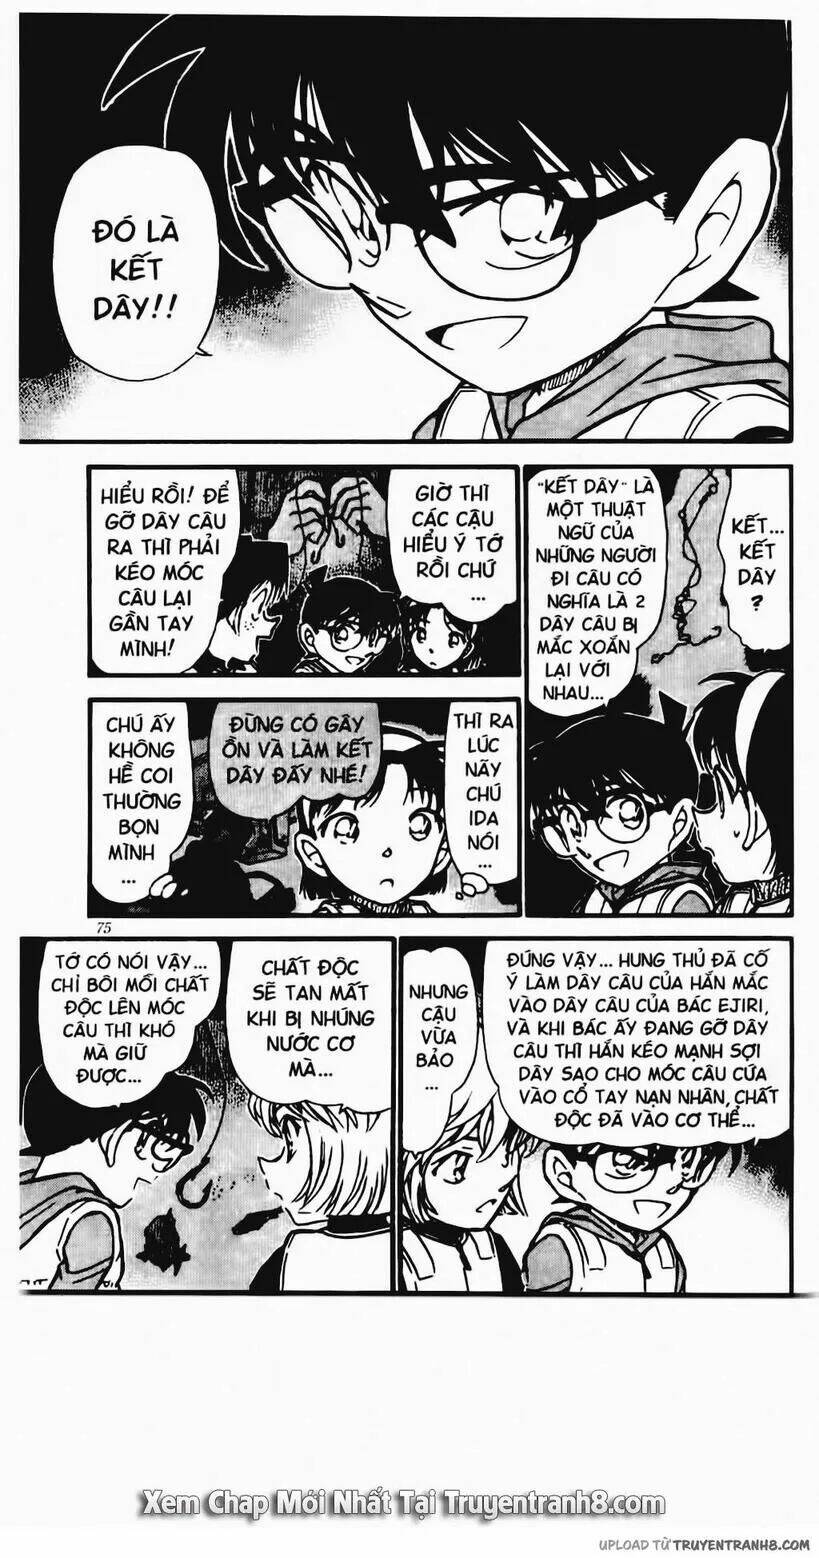 ĐÓ LÀ
KẾT
DÂY!!
KẾT...
KẾT
DÂY
?
"KẾT DÂY" LÀ
MỘT THUẬT
NGỮ CỦA
NHỮNG NGƯỜI
ĐI CÂU CÓ
NGHĨA LÀ 2
DÂY CÂU BỊ
MẮC XOẮN
LẠI VỚI
NHAU...
GIỜ THÌ
CÁC CẬU
HIỂU Ý TỚ
RỒI CHỨ
...
HIỂU RỒI! ĐỂ
GỠ DÂY CÂU
RA THÌ PHẢI
KÉO MÓC
CÂU LẠI
GẦN TAY
MÌNH!
THÌ RA
LÚC
NÃY
CHÚ
IDA
NÓI
...
ĐỪNG CÓ GÂY
ỒN VÀ LÀM KẾT
DÂY ĐẤY NHÉ!
CHÚ ẤY
KHÔNG
HỀ COI
THƯỜNG
BỌN
MÌNH
...
75
ĐÚNG VẬY... HUNG THỦ ĐÃ CỐ
Ý LÀM DÂY CÂU CỦA HẮN MẮC
VÀO DÂY CÂU CỦA BÁC EJIRI,
VÀ KHI BÁC ẤY ĐANG GỠ DÂY
CÂU THÌ HẮN KÉO MẠNH SỢI
DÂY SAO CHO MÓC CÂU CỨA
VÀO CỔ TAY NẠN NHÂN, CHẤT
ĐỘC ĐÃ VÀO CƠ THỂ...
NHƯNG
CẬU
VỪA
BẢO
...
CHẤT ĐỘC
SẼ TAN MẤT
KHI BỊ NHÚNG
NƯỚC CƠ
MÀ...
TỚ CÓ NÓI VẬY...
CHỈ BÔI MỒI CHẤT
ĐỘC LÊN MÓC
CÂU THÌ KHÓ
MÀ GIỮ
ĐƯỢC...
Xem Chap Mới Nhất Tại Truyentranh8.com
UPLOAD TỪ TRUYENTRANH8.COM